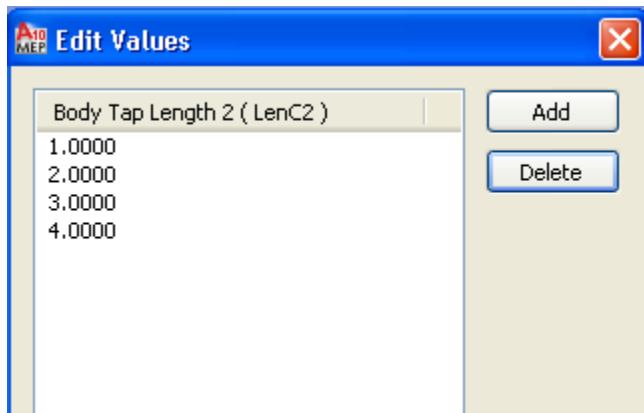 A10
MEP
Edit Values
Body Tap Length 2 ( LenC2 )
Add
1.0000
2.0000
Delete
3.0000
4.0000